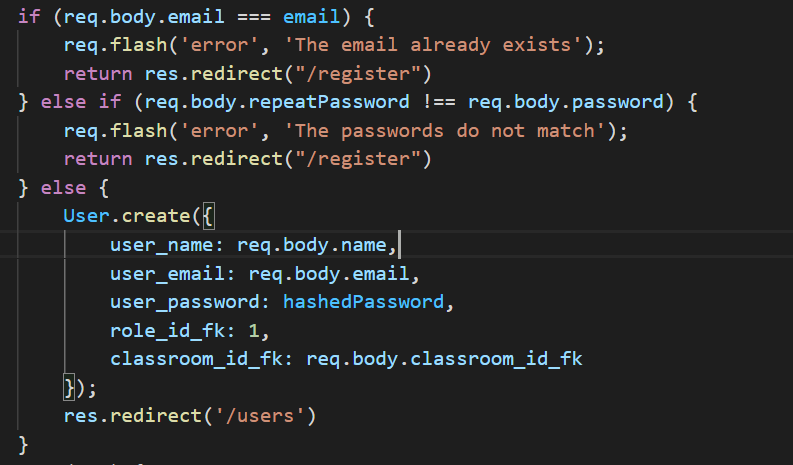 if (req.body.email === email) {
    req.flash('error', 'The email already exists');
    return res.redirect("/register")
} else if (req.body.repeatPassword !== req.body.password) {
    req.flash('error', 'The passwords do not match');
    return res.redirect("/register")
} else {
    User.create({
        user_name: req.body.name,
        user_email: req.body.email,
        user_password: hashedPassword,
        role_id_fk: 1,
        classroom_id_fk: req.body.classroom_id_fk
    });
    res.redirect('/users')
}